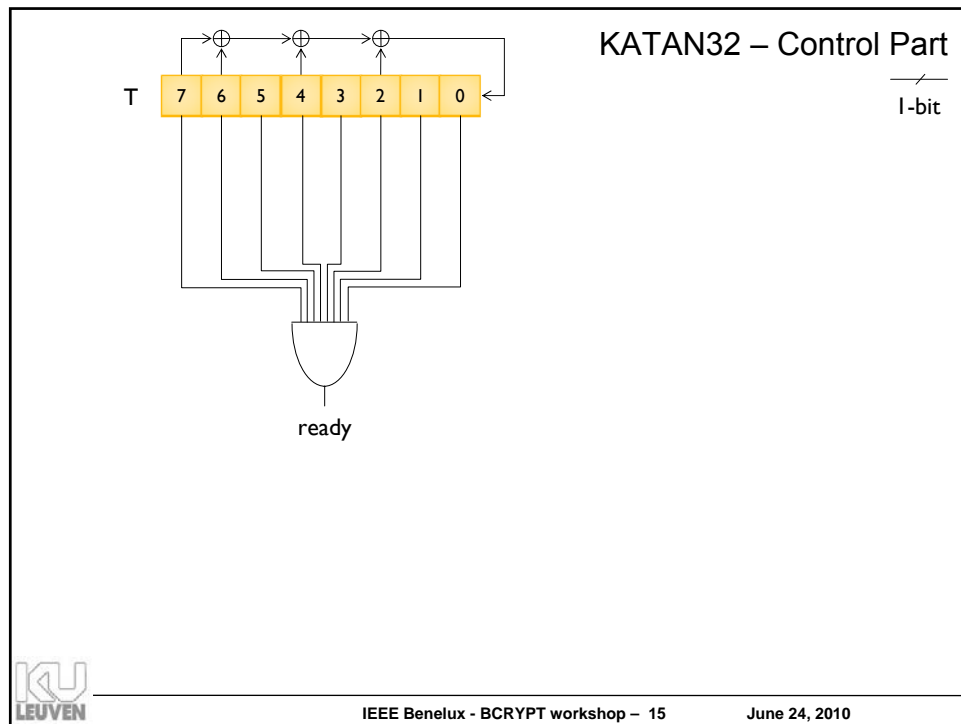 KATAN32 – Control Part
1-bit
T 7 6 5 4 3 2 1 0
ready
KU
LEUVEN
IEEE Benelux - BCRYPT workshop – 15 June 24, 2010